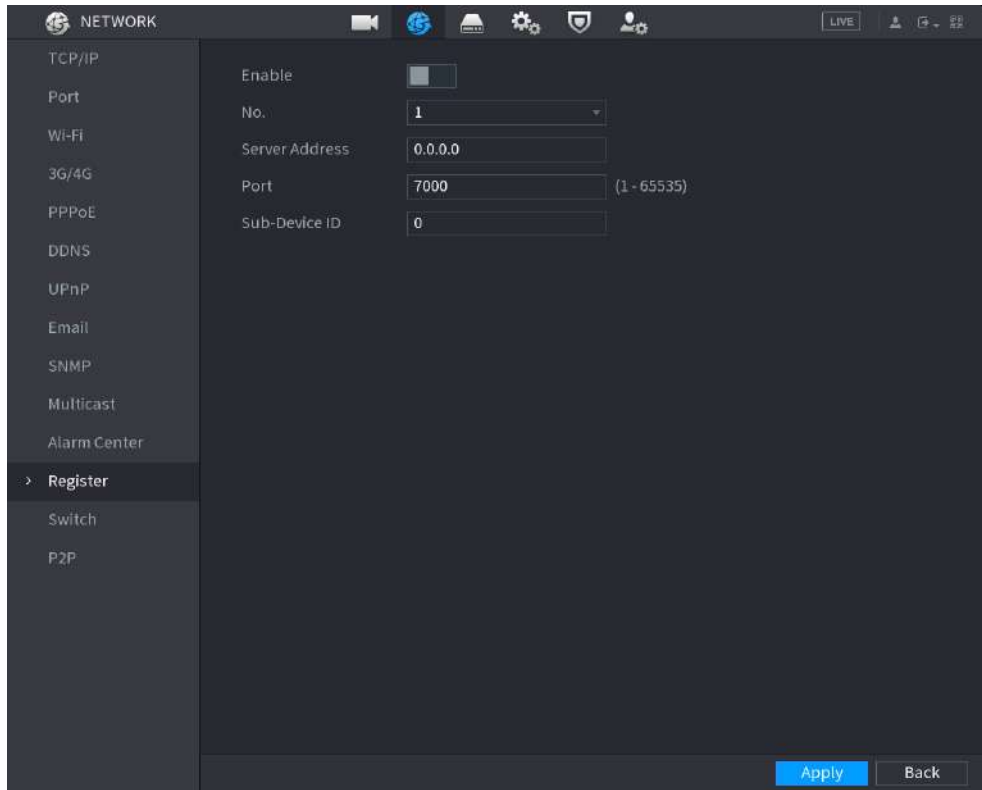 NETWORK LIVE
TCP/IP
Port
Wi-Fi
3G/4G
PPPoE
DDNS
UPnP
Email
SNMP
Multicast
Alarm Center
> Register
Switch
P2P
Enable
No. 1
Server Address 0.0.0.0
Port 7000 (1 - 65535)
Sub-Device ID 0
Apply Back